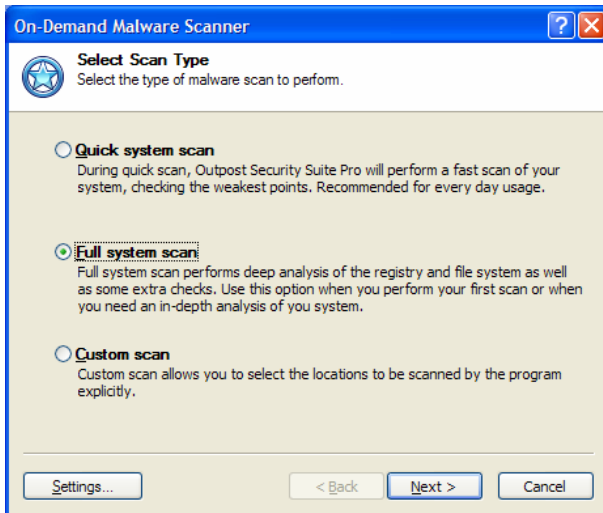 On-Demand Malware Scanner
Select Scan Type
Select the type of malware scan to perform.
Quick system scan
During quick scan, Outpost Security Suite Pro will perform a fast scan of your
system, checking the weakest points. Recommended for every day usage.
Full system scan
Full system scan performs deep analysis of the registry and file system as well
as some extra checks. Use this option when you perform your first scan or when
you need an in-depth analysis of you system.
Custom scan
Custom scan allows you to select the locations to be scanned by the program
explicitly.
Settings...
< Back
Next >
Cancel